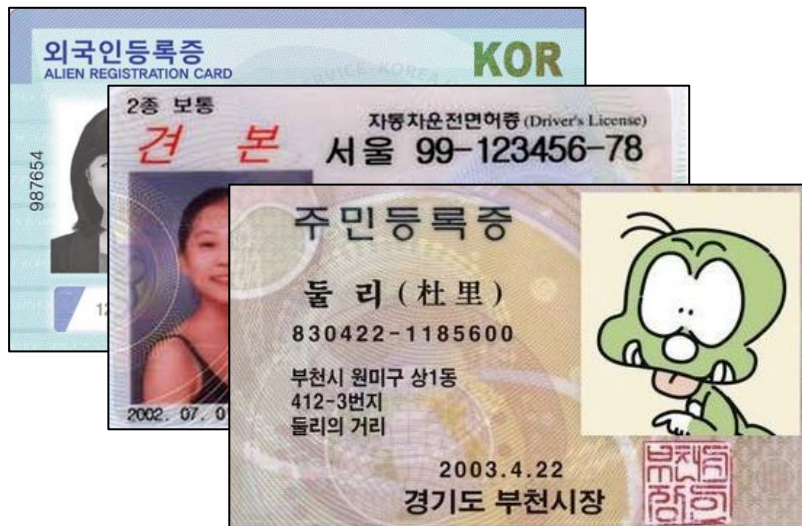 외국인등록증
ALIEN REGISTRATION CARD
KOR
987654
2종 보통
자동차운전면허증 (Driver's License)
견 본
서울 99-123456-78
2002. 07. 0
주민등록증
둘 리 (杜里)
830422-1185600
부천시 원미구 상1동
412-3번지
둘리의 거리
2003.4.22
경기도 부천시장